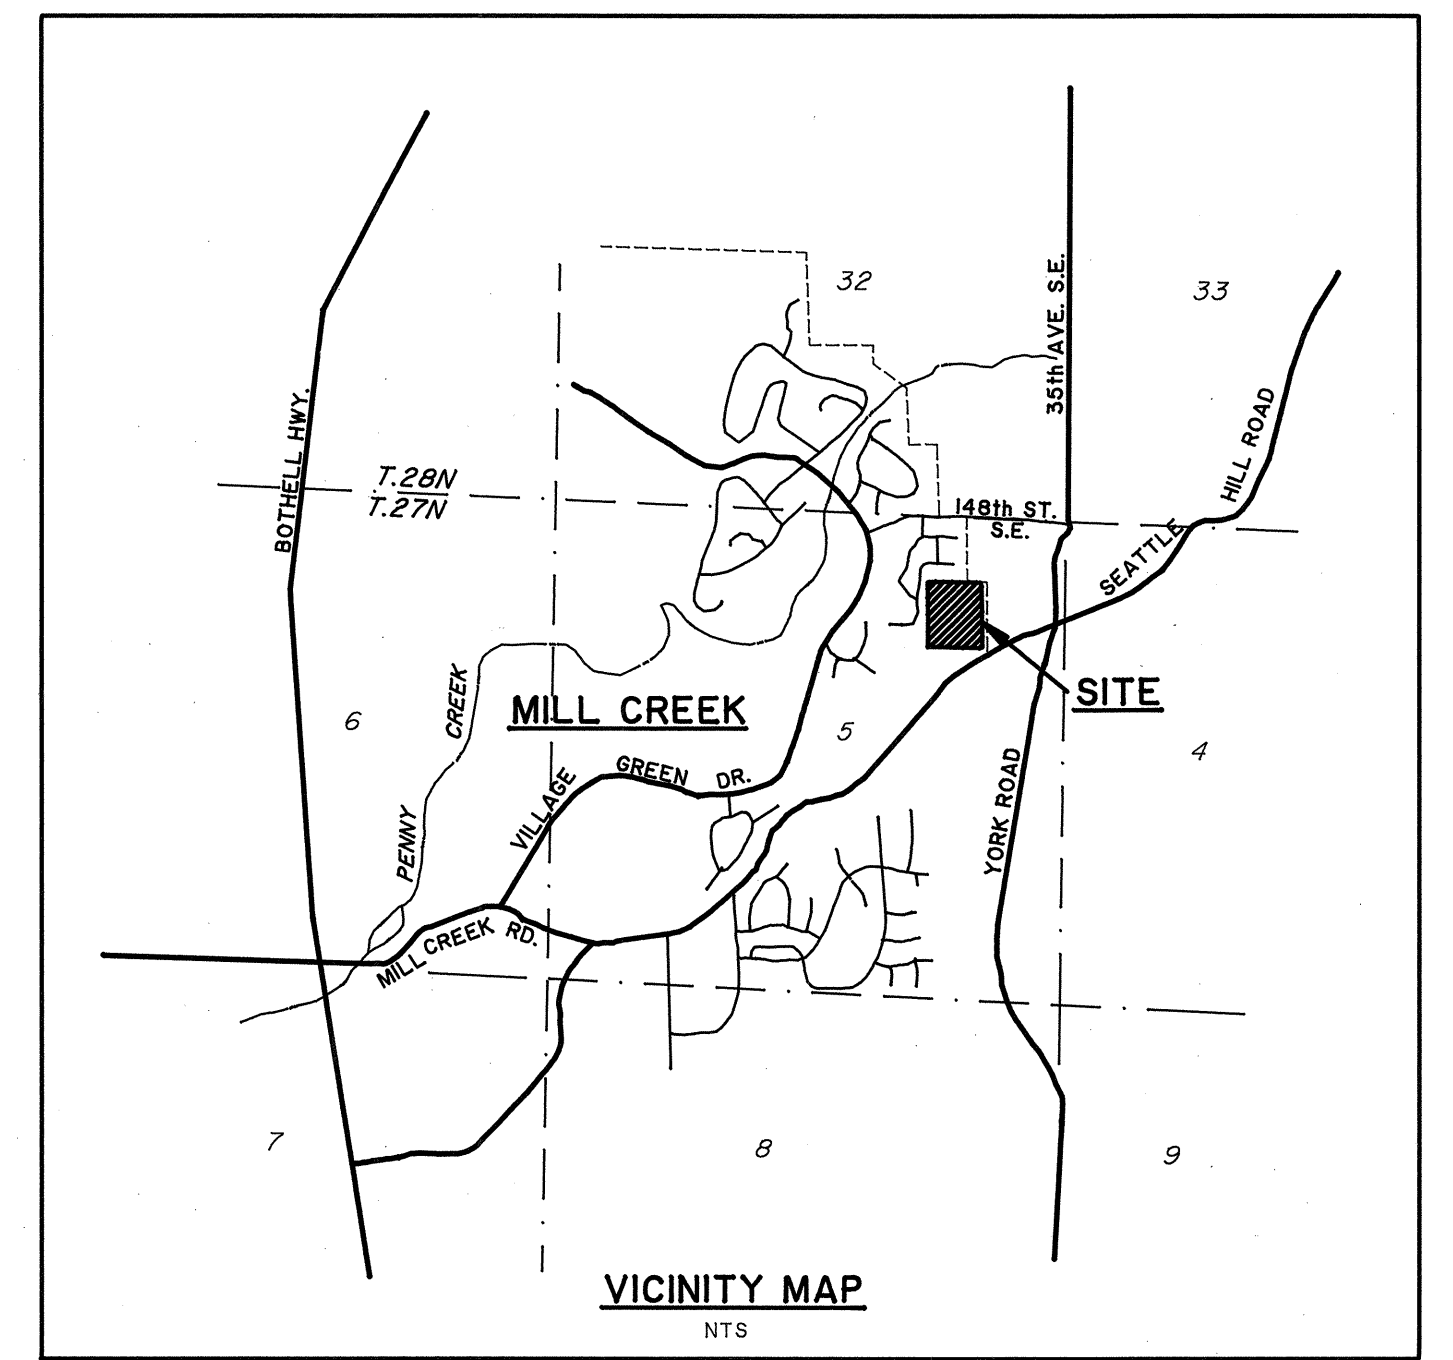 32
33
35th AVE. S.E.
BOTHELL HWY.
HILL ROAD
T.28N
T.27N
148th ST.
S.E.
SEATTLE
SITE
CREEK
MILL CREEK
6
5
4
GREEN DR.
VILLAGE
YORK ROAD
PENNY
MILL CREEK RD.
7
8
9
VICINITY MAP
NTS